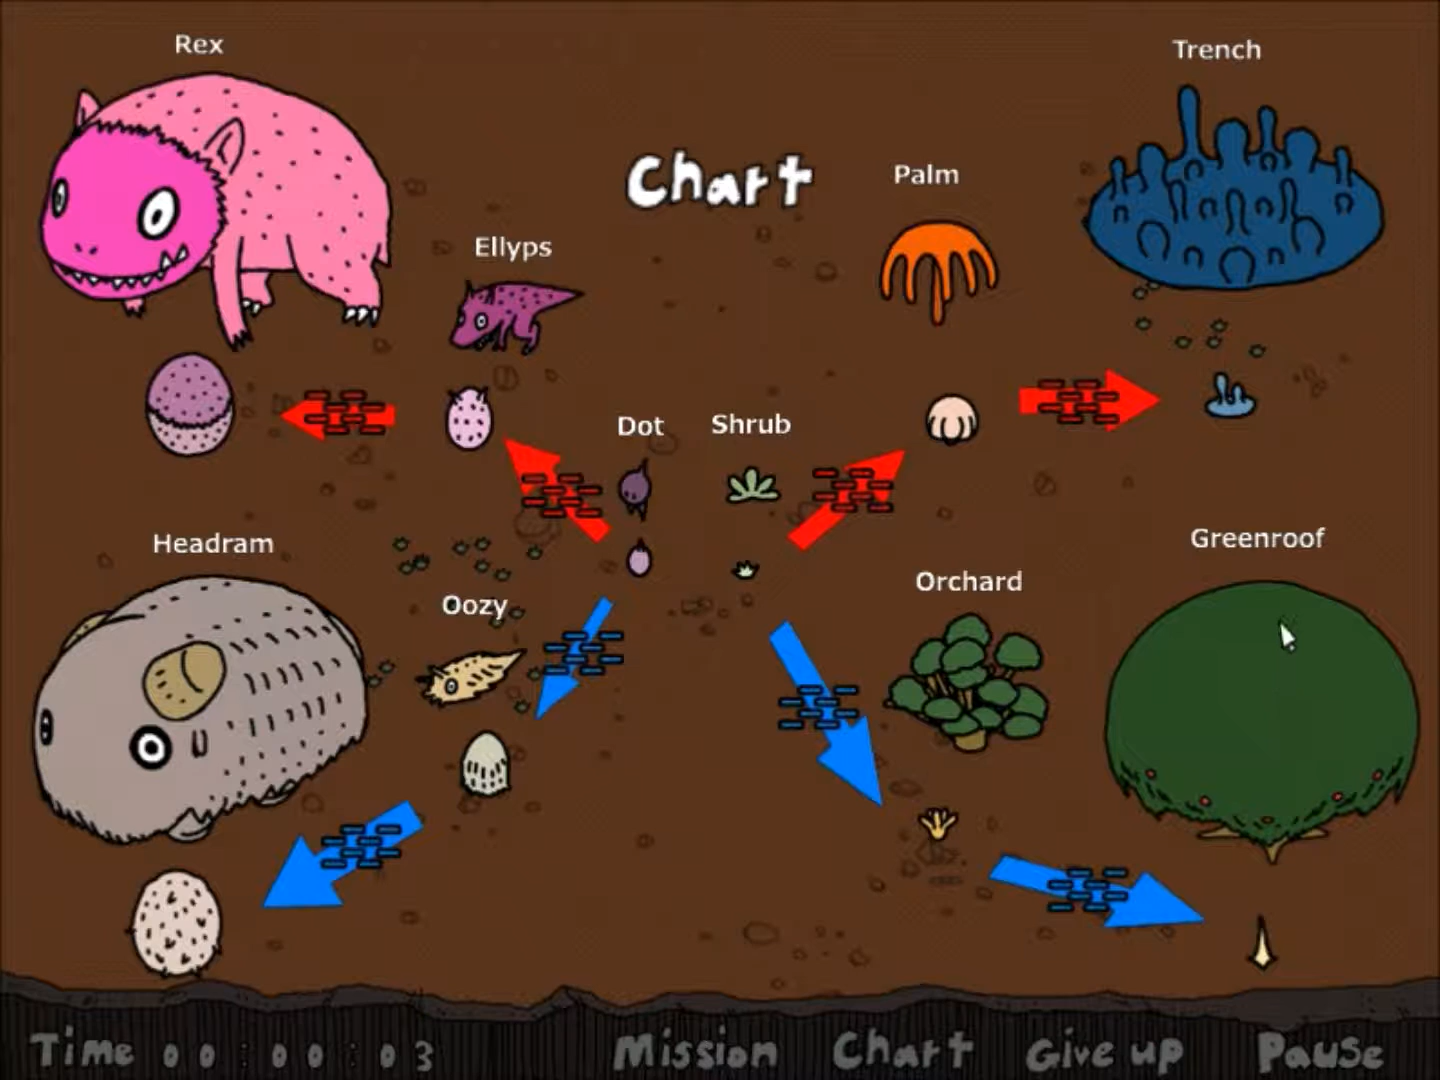 Rex
Trench
Chart
Palm
Ellyps
Dot
Shrub
Headram
Greenroof
Orchard
Oozy
Time 00:00:03
Mission
Chart
Give up
Pause